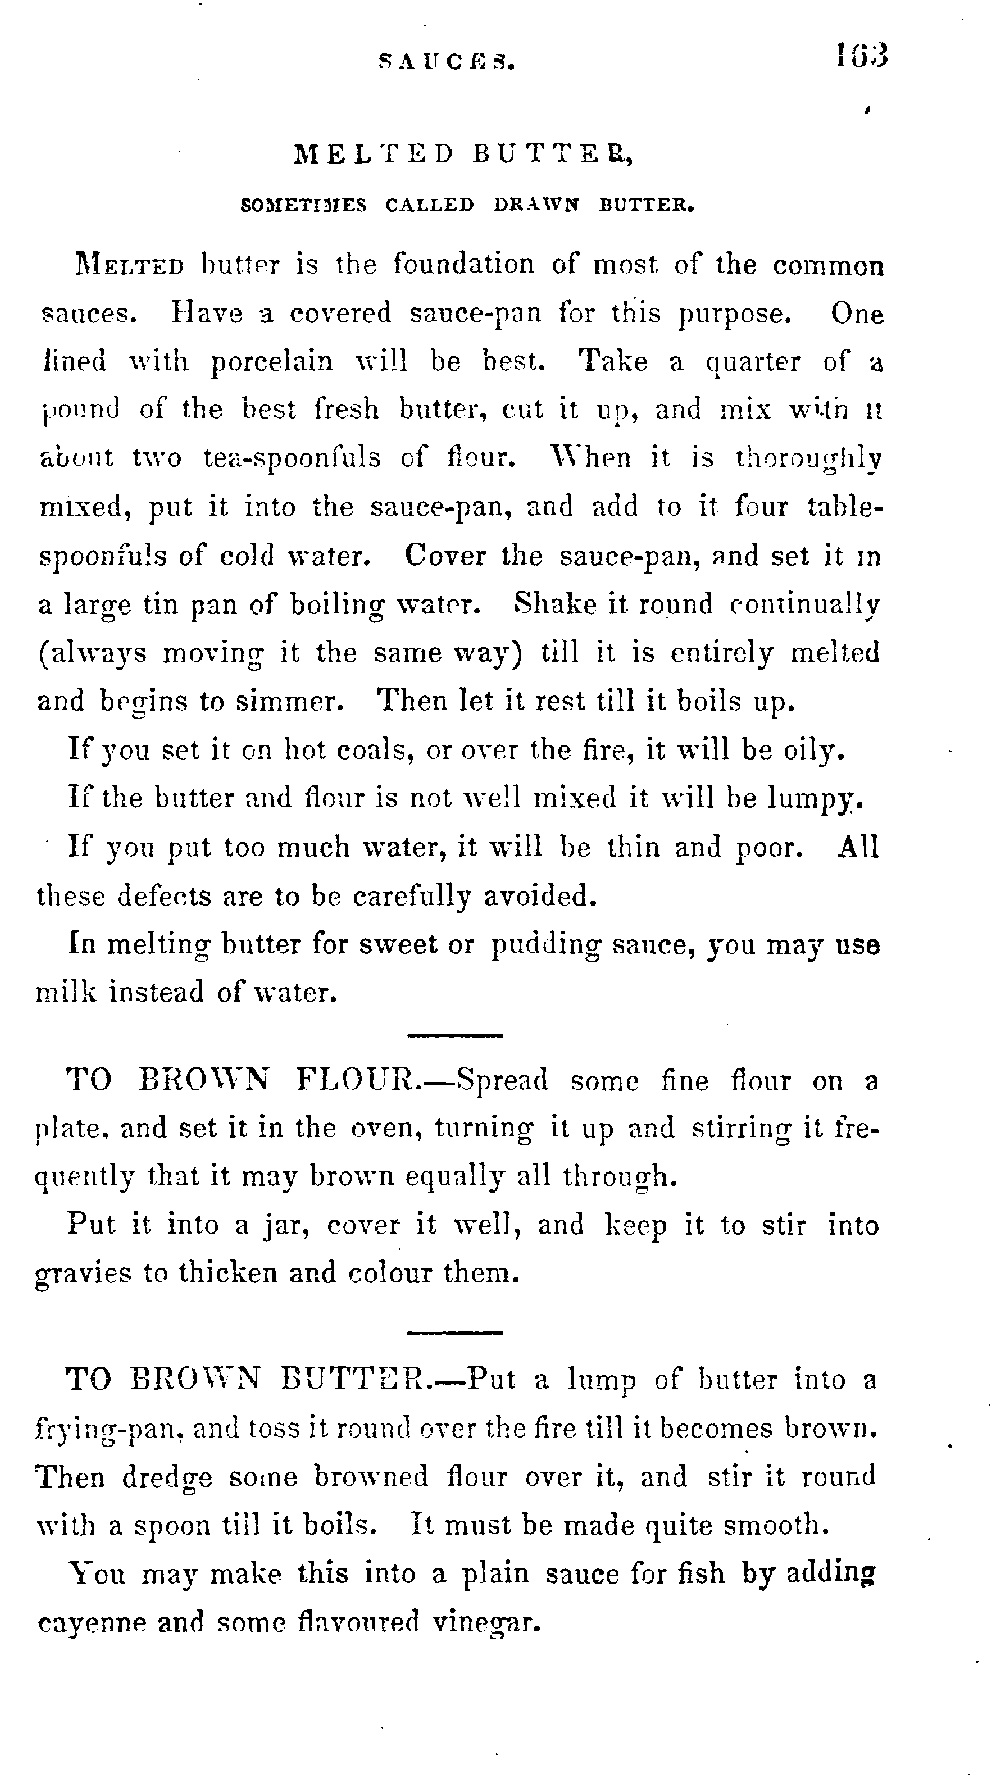 SAUCES. 163
MELTED BUTTER,
SOMETIMES CALLED DRAWN BUTTER.
MELTED butter is the foundation of most of the common
sauces. Have a covered sauce-pan for this purpose. One
lined with porcelain will be best. Take a quarter of a
pound of the best fresh butter, cut it up, and mix with it
about two tea-spoonfuls of flour. When it is thoroughly
mixed, put it into the sauce-pan, and add to it four table-
spoonfuls of cold water. Cover the sauce-pan, and set it in
a large tin pan of boiling water. Shake it round continually
(always moving it the same way) till it is entirely melted
and begins to simmer. Then let it rest till it boils up.
If you set it on hot coals, or over the fire, it will be oily.
If the butter and flour is not well mixed it will be lumpy.
If you put too much water, it will be thin and poor. All
these defects are to be carefully avoided.
In melting butter for sweet or pudding sauce, you may use
milk instead of water.
TO BROWN FLOUR.—Spread some fine flour on a
plate, and set it in the oven, turning it up and stirring it fre-
quently that it may brown equally all through.
Put it into a jar, cover it well, and keep it to stir into
gravies to thicken and colour them.
TO BROWN BUTTER.—Put a lump of butter into a
frying-pan, and toss it round over the fire till it becomes brown.
Then dredge some browned flour over it, and stir it round
with a spoon till it boils. It must be made quite smooth.
You may make this into a plain sauce for fish by adding
cayenne and some flavoured vinegar.